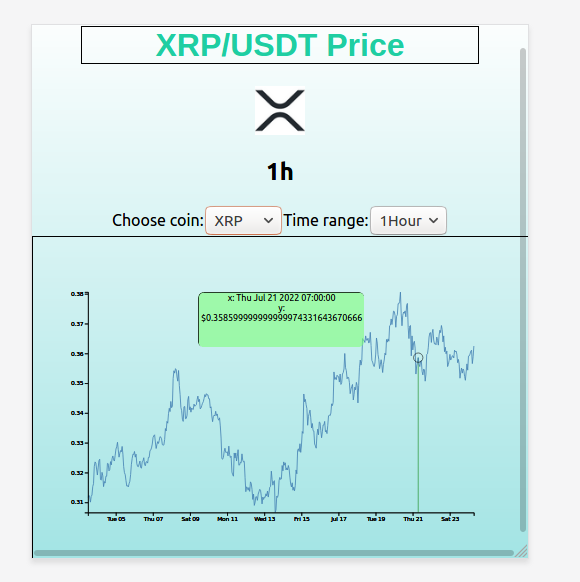 XRP/USDT Price
1h
Choose coin: XRP Time range: 1Hour
x: Thu Jul 21 2022 07:00:00
y:
$0.35859999999999997433164367066​6
0.38
0.37
0.36
0.35
0.34
0.33
0.32
0.31
Tue 05 Thu 07 Sat 09 Mon 11 Wed 13 Fri 15 Jul 17 Tue 19 Thu 21 Sat 23